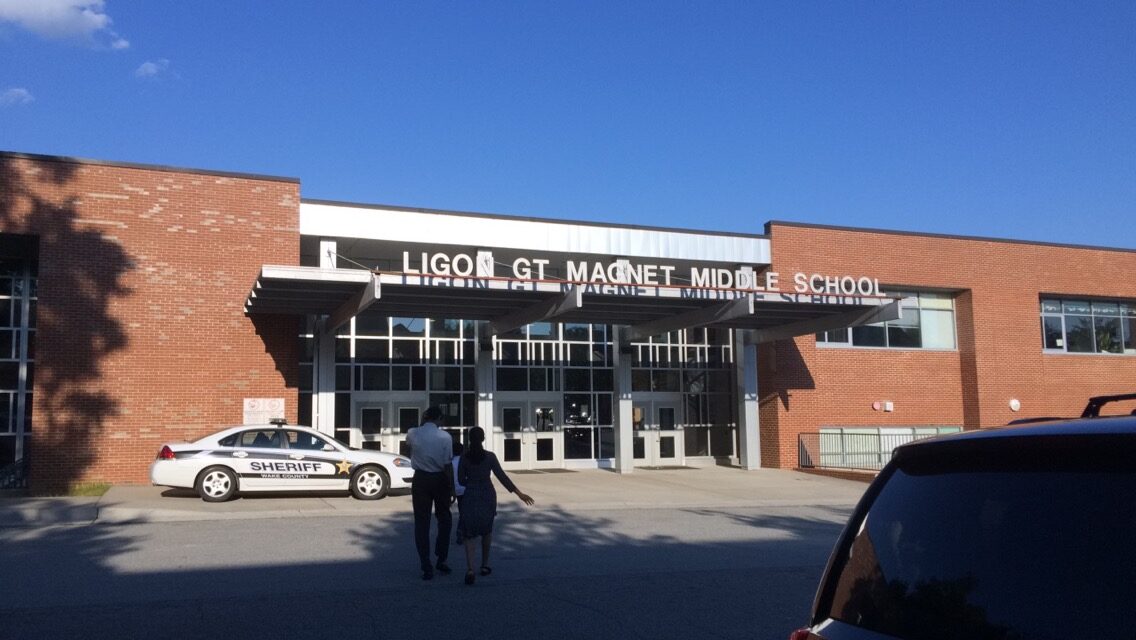 LIGON GT MAGNET MIDDLE SCHOOL
SHERIFF
WAKE COUNTY